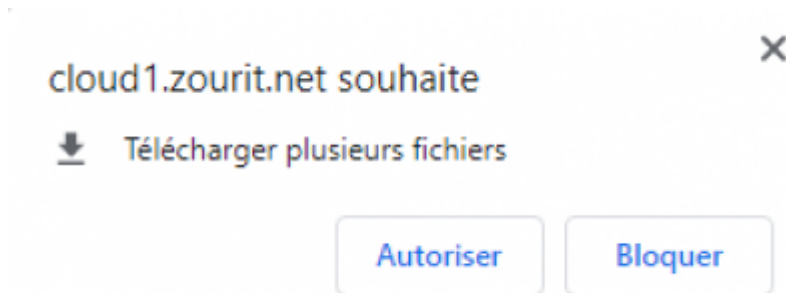 cloud1.zourit.net souhaite
Télécharger plusieurs fichiers
Autoriser Bloquer